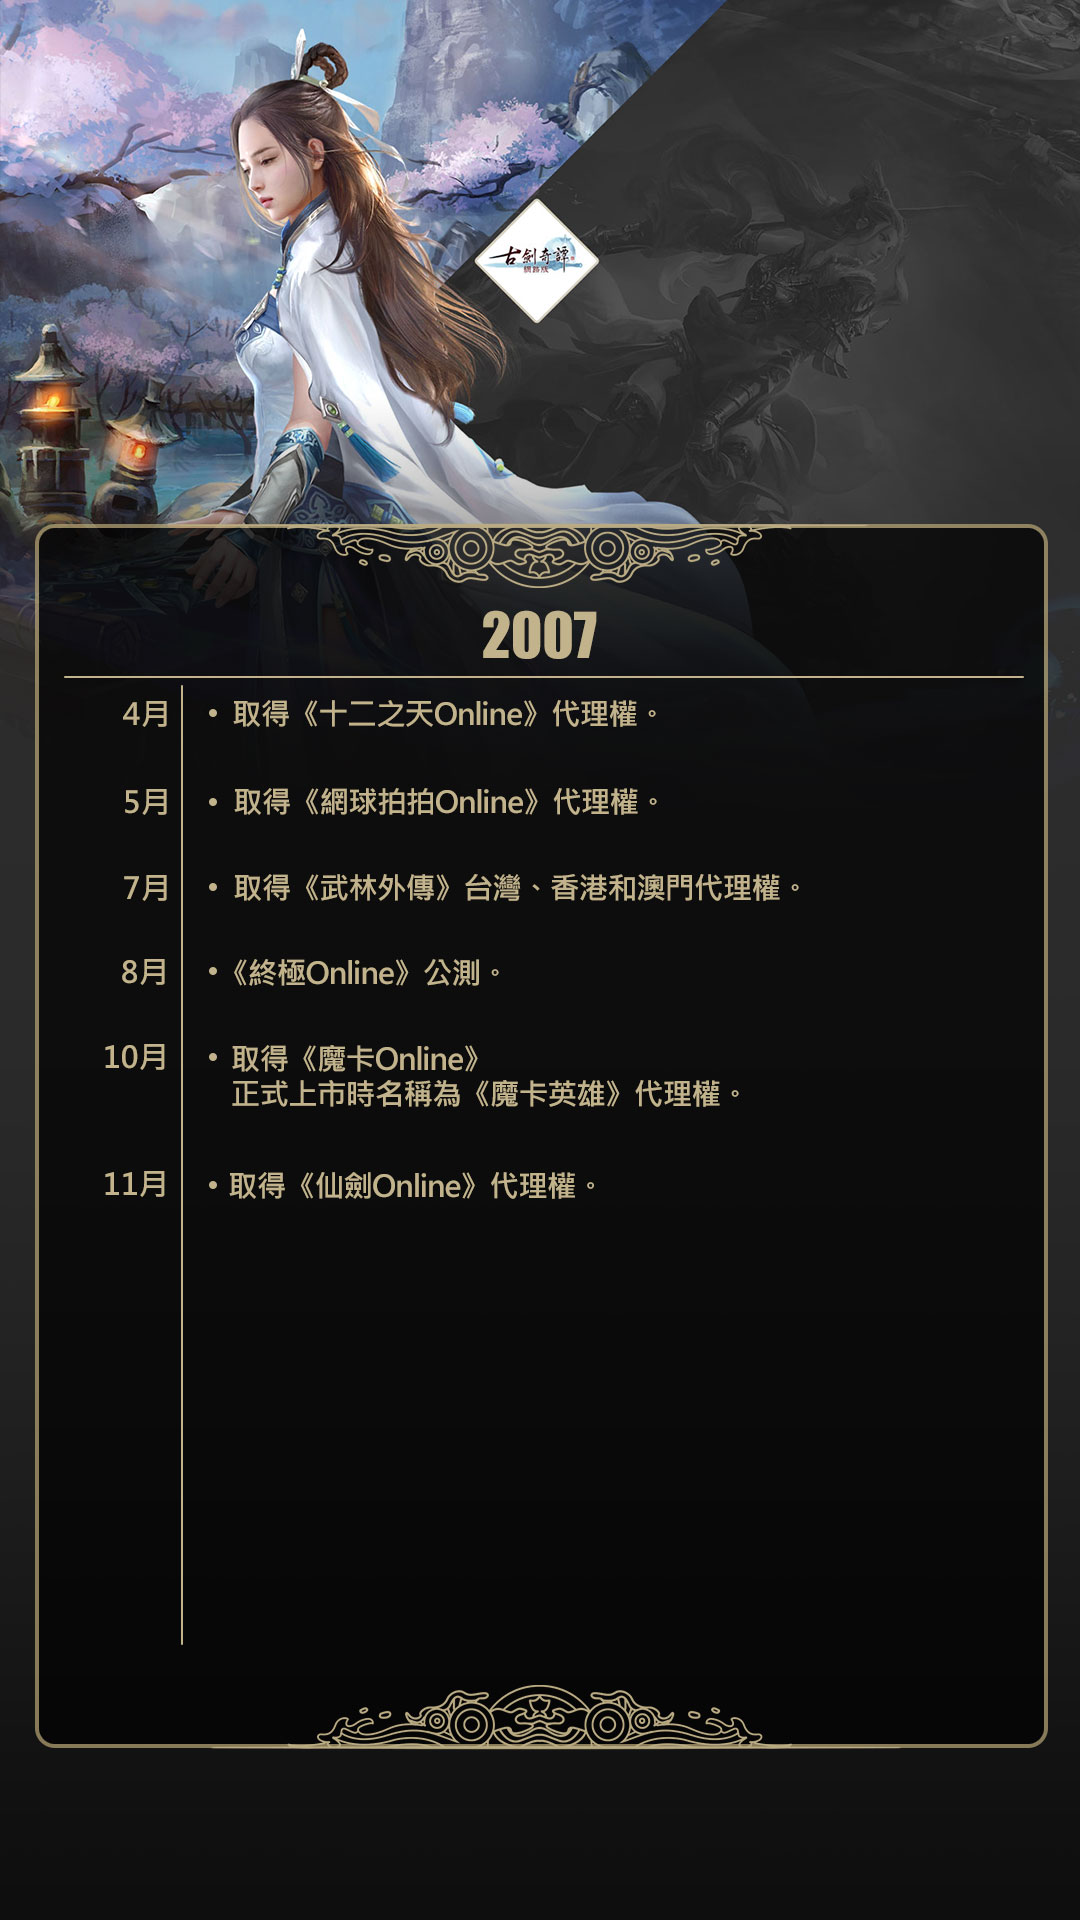 古劍奇譚
網路版
2007
4月 • 取得《十二之天Online》代理權。
5月 • 取得《網球拍拍Online》代理權。
7月 • 取得《武林外傳》台灣、香港和澳門代理權。
8月 •《終極Online》公測。
10月 • 取得《魔卡Online》
正式上市時名稱為《魔卡英雄》代理權。
11月 • 取得《仙劍Online》代理權。